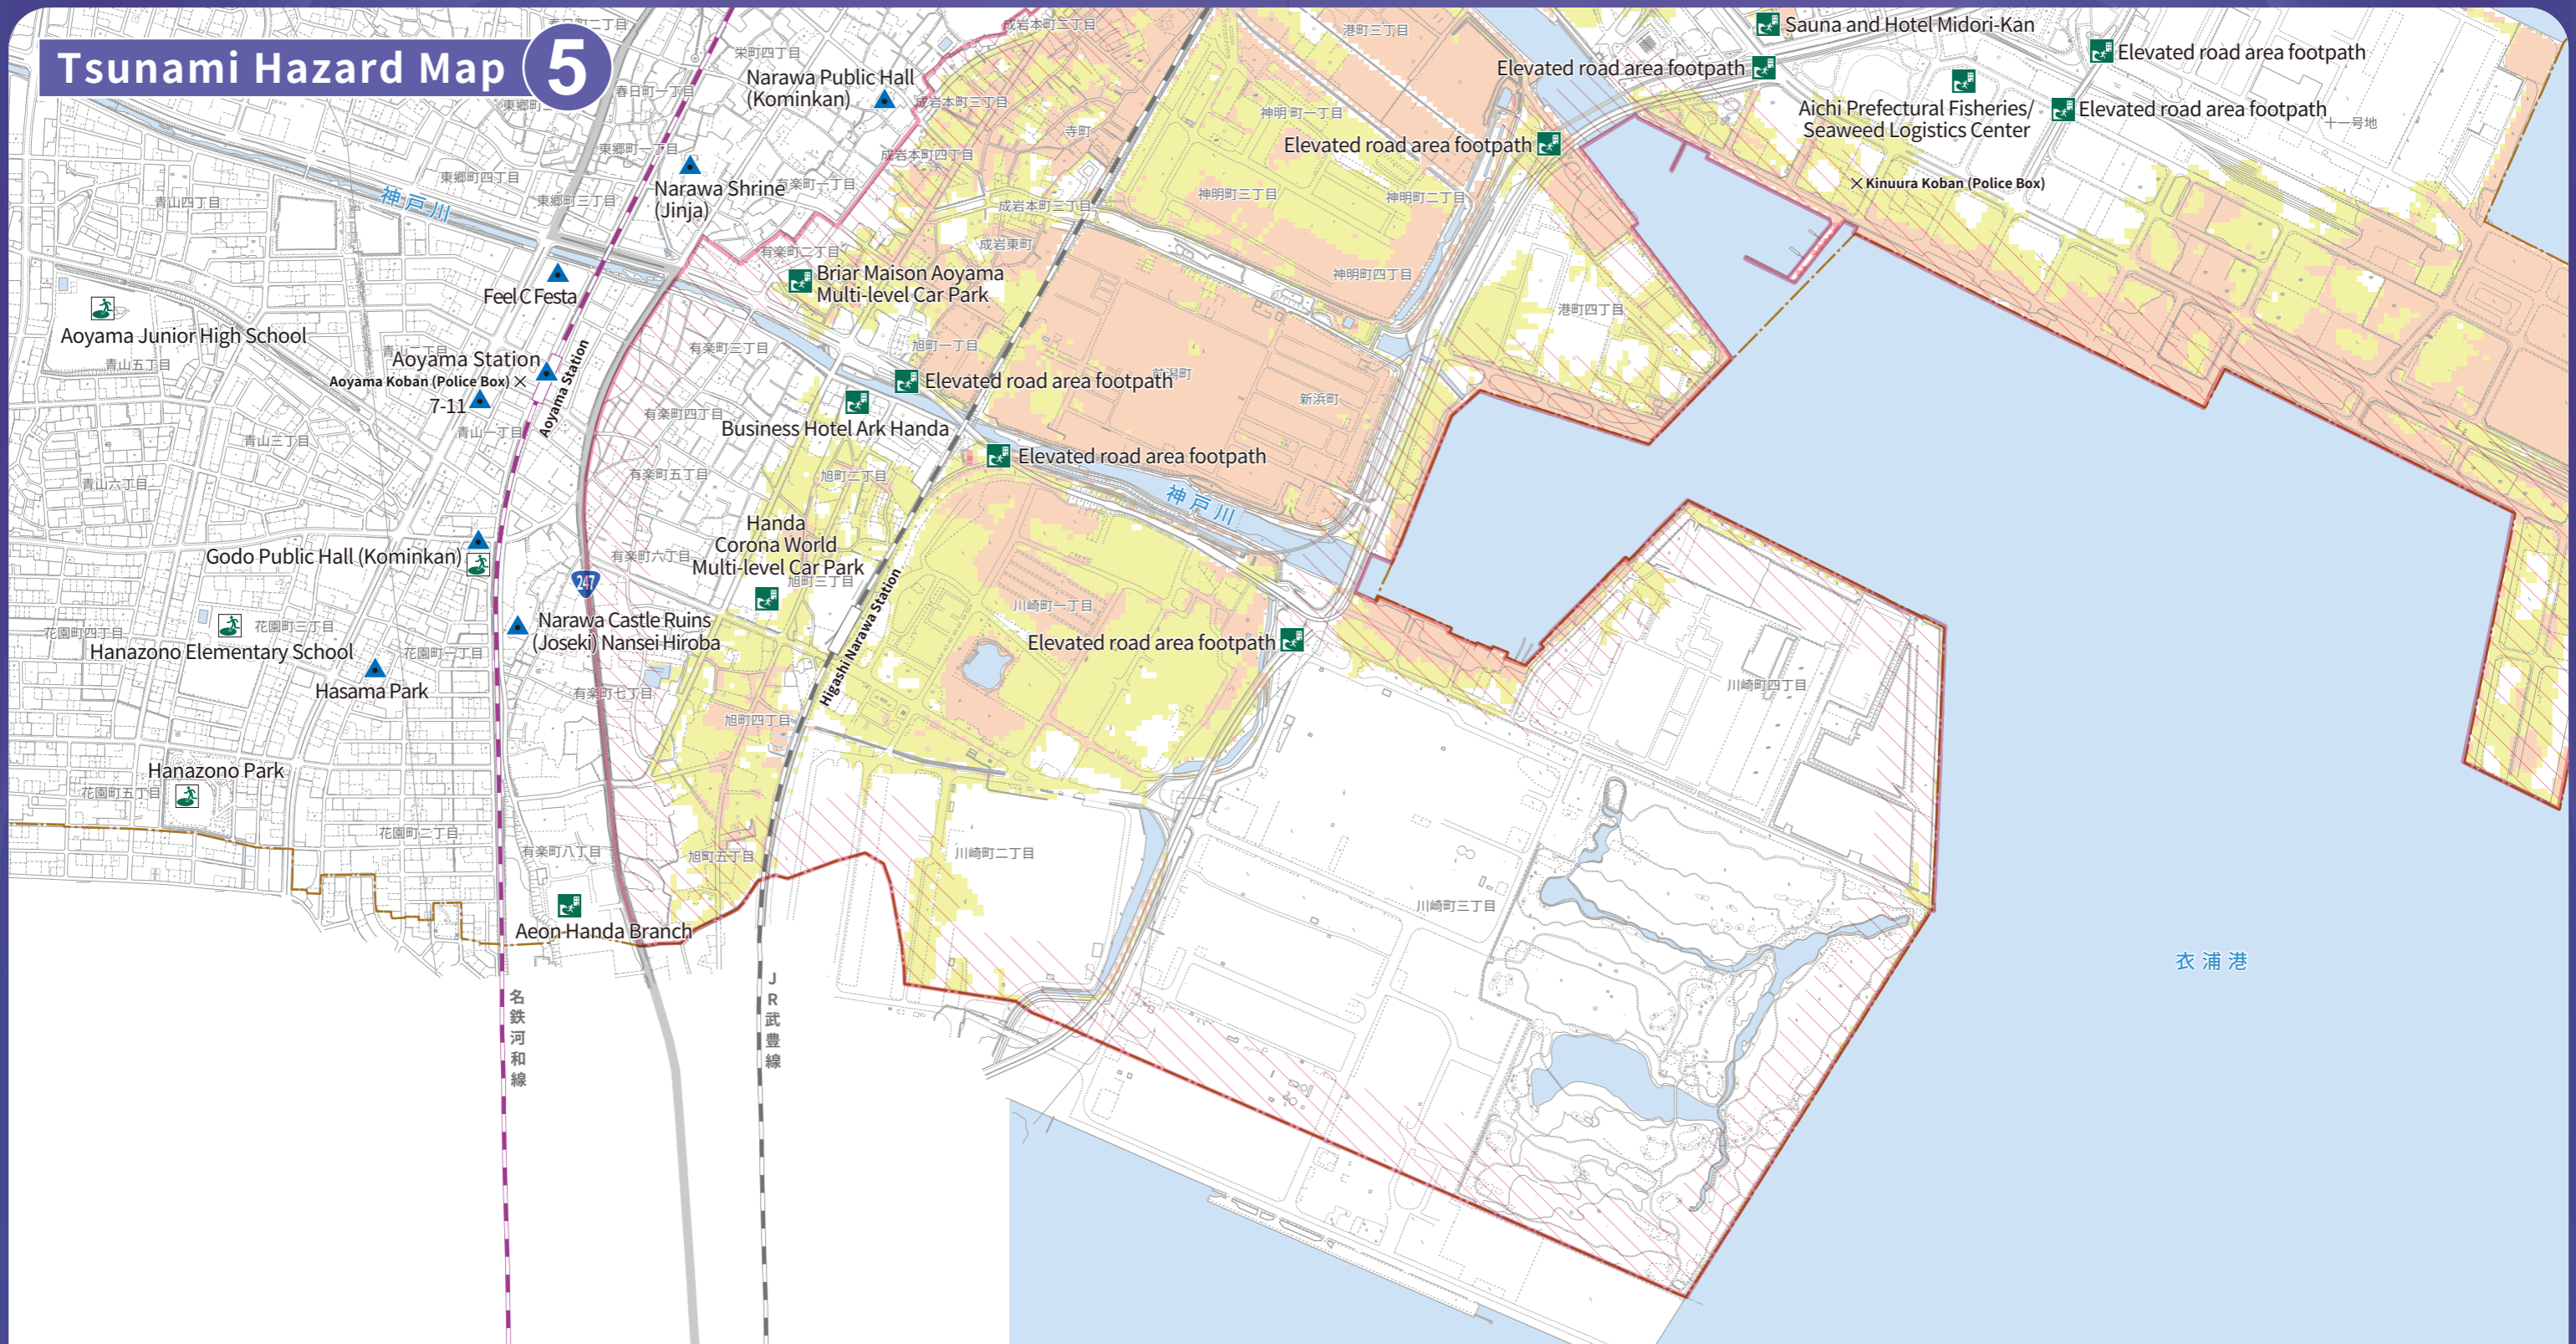 Tsunami Hazard Map 5
栄町四丁目
成岩本町二丁目
港町三丁目
Sauna and Hotel Midori-Kan
Elevated road area footpath
Elevated road area footpath
Narawa Public Hall
(Kominkan)
春日町一丁目
成岩本町三丁目
寺町
神明町一丁目
Aichi Prefectural Fisheries/
Seaweed Logistics Center
Elevated road area footpath
十一号地
Elevated road area footpath
東郷町一丁目
成岩本町四丁目
東郷町四丁目
Narawa Shrine
(Jinja)
有楽町一丁目
神明町三丁目
神明町二丁目
Kinuura Koban (Police Box)
青山四丁目
神戸川
東郷町三丁目
成岩本町三丁目
有楽町二丁目
成岩東町
神明町四丁目
Feel C Festa
Briar Maison Aoyama
Multi-level Car Park
港町四丁目
Aoyama Junior High School
青山二丁目
青山五丁目
Aoyama Station
Aoyama Koban (Police Box)
7-11
Aoyama Station
有楽町三丁目
旭町一丁目
Elevated road area footpath
前潟町
新浜町
青山一丁目
青山三丁目
有楽町四丁目
Business Hotel Ark Handa
Elevated road area footpath
青山六丁目
有楽町五丁目
旭町二丁目
神戸川
Handa
Corona World
Multi-level Car Park
旭町三丁目
Godo Public Hall (Kominkan)
有楽町六丁目
247
Higashi Narawa Station
川崎町一丁目
Elevated road area footpath
花園町四丁目
花園町三丁目
Hanazono Elementary School
花園町一丁目
Narawa Castle Ruins
(Joseki) Nansei Hiroba
Hasama Park
有楽町七丁目
旭町四丁目
川崎町四丁目
Hanazono Park
花園町五丁目
花園町二丁目
有楽町八丁目
旭町五丁目
川崎町二丁目
川崎町三丁目
Aeon Handa Branch
衣浦港
名鉄河和線
JR武豊線